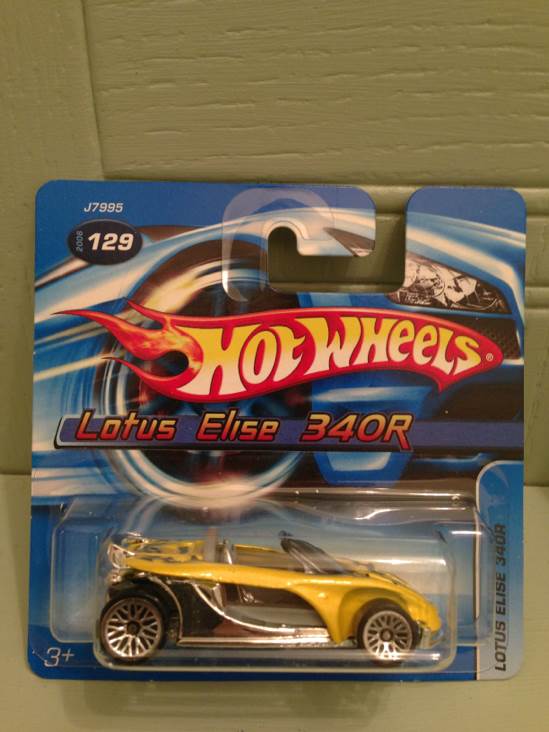 J7995
2006
129
HOT WHEELS®
Lotus Elise 340R
LOTUS ELISE 340R
3+